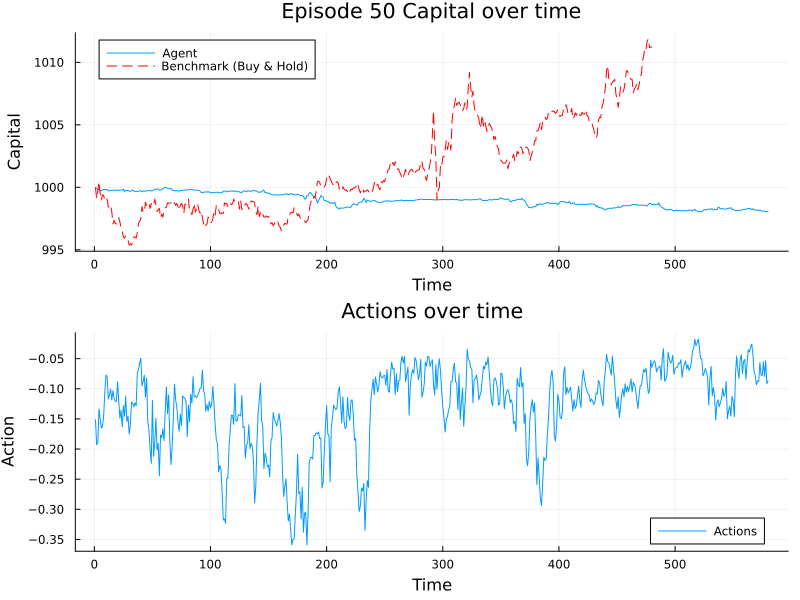 Episode 50 Capital over time
Agent
Benchmark (Buy & Hold)
Capital
1010
1005
1000
995
0 100 200 300 400 500
Time
Actions over time
Action
−0.05
−0.10
−0.15
−0.20
−0.25
−0.30
−0.35
Actions
0 100 200 300 400 500
Time